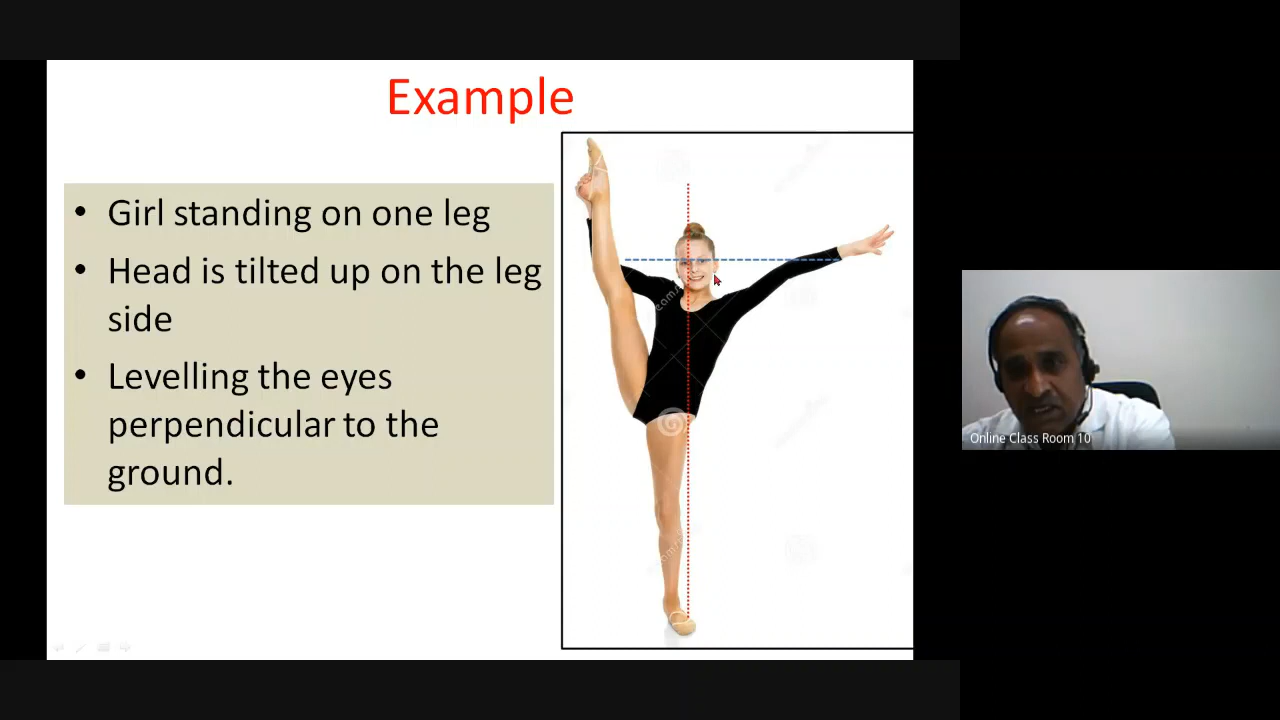 Example
• Girl standing on one leg
• Head is tilted up on the leg
side
• Levelling the eyes
perpendicular to the
ground.
Online Class Room 10